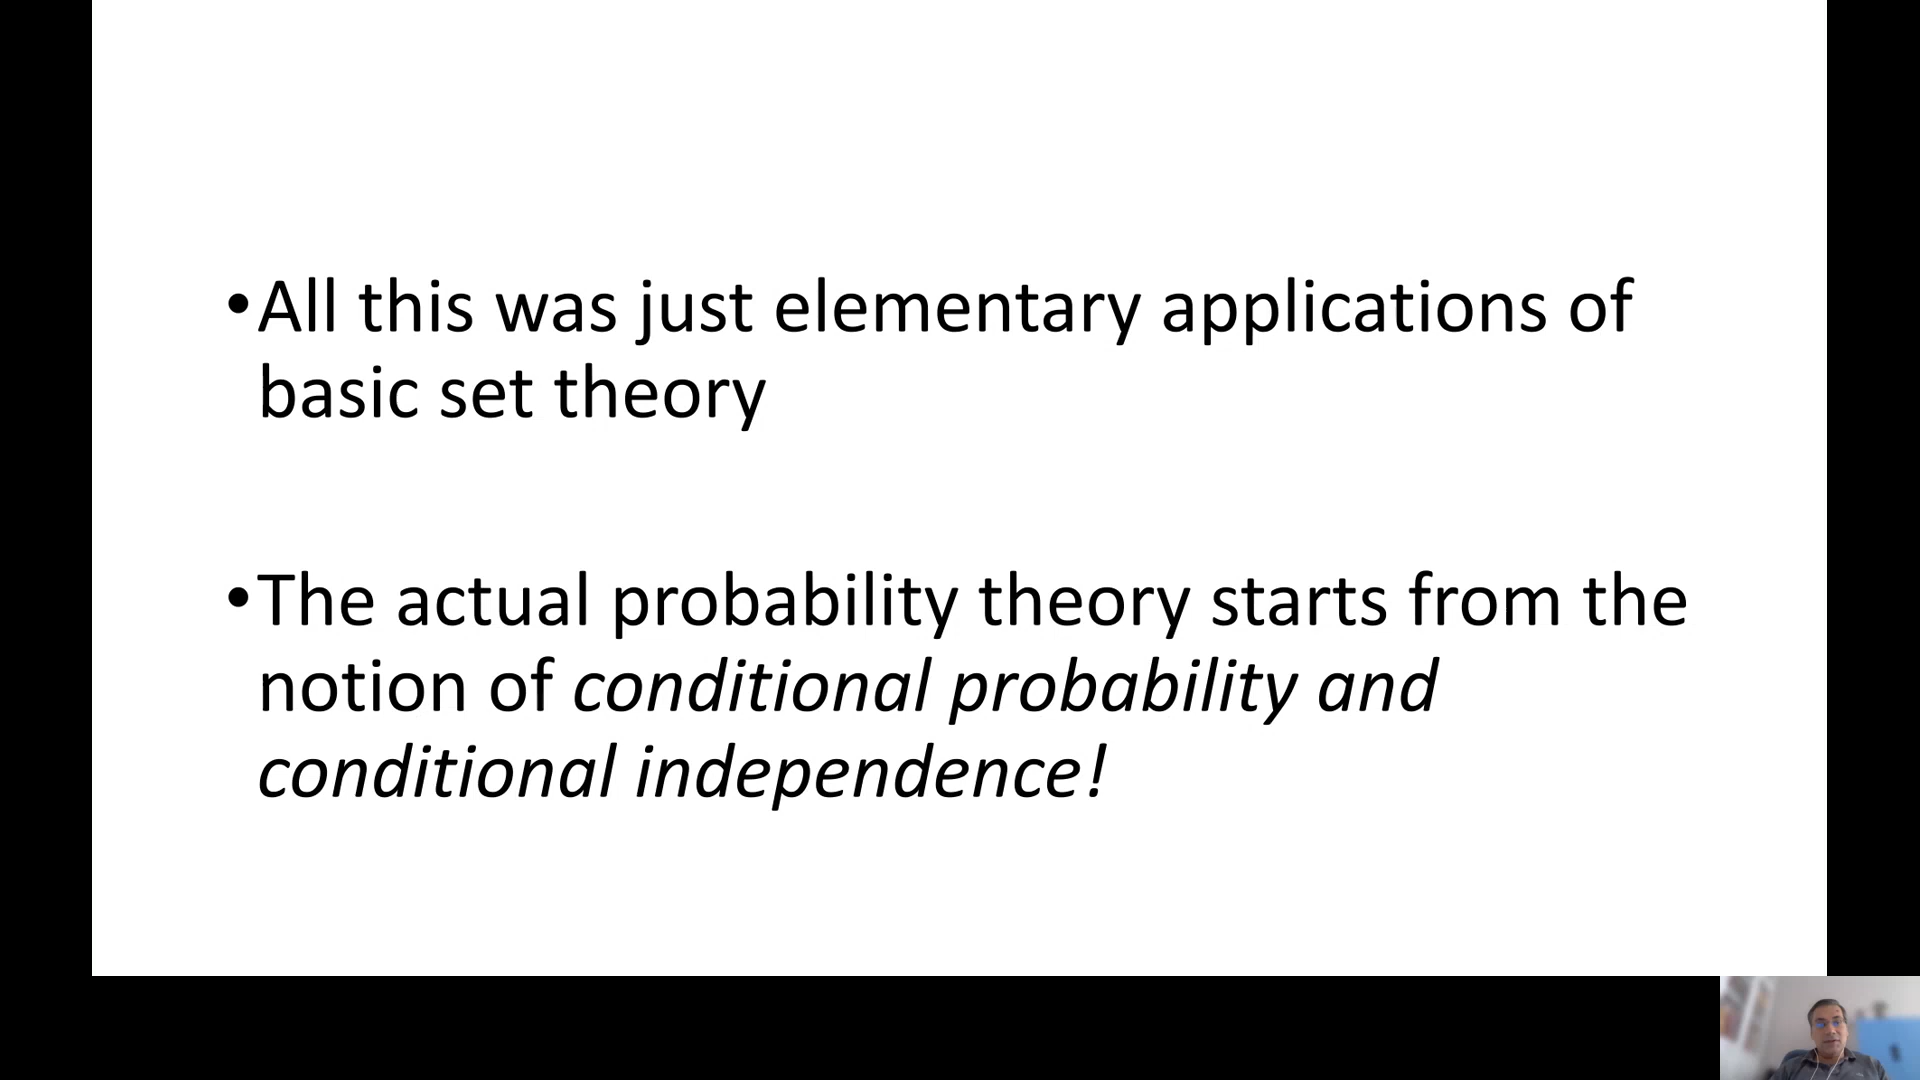 •All this was just elementary applications of
basic set theory
•The actual probability theory starts from the
notion of conditional probability and
conditional independence!